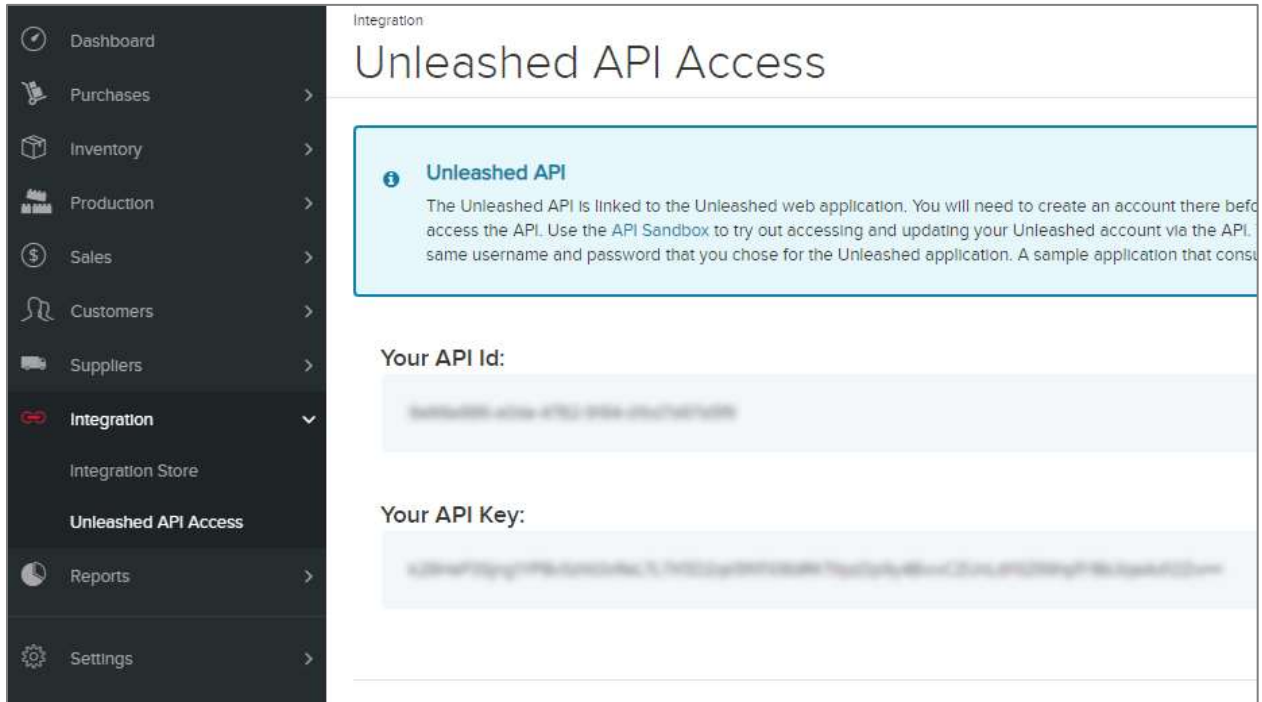 Dashboard
Purchases
Inventory
Production
Sales
Customers
Suppliers
Integration
Integration Store
Unleashed API Access
Reports
Settings
Integration
Unleashed API Access
Unleashed API
The Unleashed API is linked to the Unleashed web application. You will need to create an account there befo
access the API. Use the API Sandbox to try out accessing and updating your Unleashed account via the API.
same username and password that you chose for the Unleashed application. A sample application that consu
Your API Id:
Your API Key: